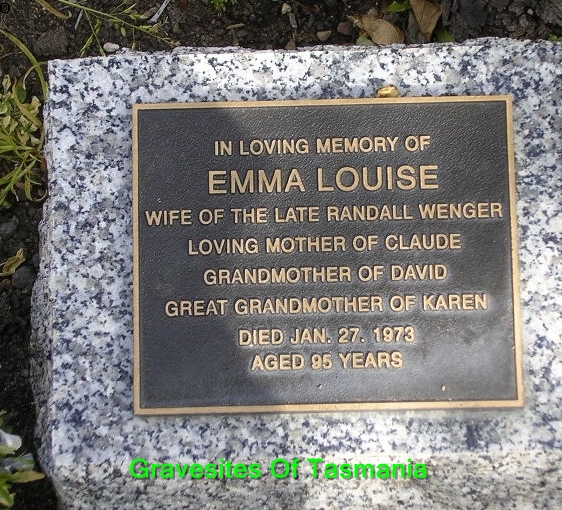 IN LOVING MEMORY OF
EMMA LOUISE
WIFE OF THE LATE RANDALL WENGER
LOVING MOTHER OF CLAUDE
GRANDMOTHER OF DAVID
GREAT GRANDMOTHER OF KAREN
DIED JAN. 27. 1973
AGED 95 YEARS
Gravesites Of Tasmania